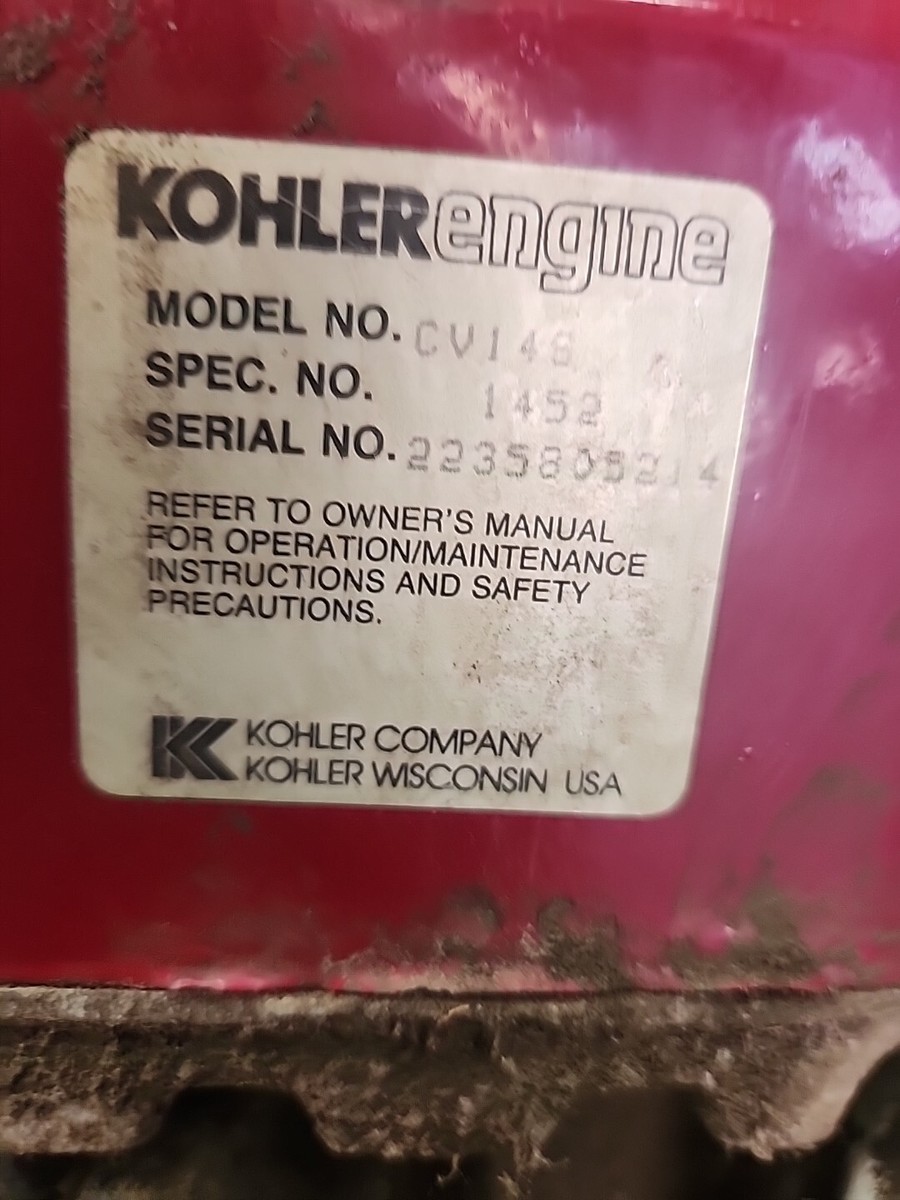 KOHLERengine
MODEL NO. CV14S
SPEC. NO. 1452
SERIAL NO.
REFER TO OWNER'S MANUAL
FOR OPERATION/MAINTENANCE
INSTRUCTIONS AND SAFETY
PRECAUTIONS.
KOHLER COMPANY
KOHLER WISCONSIN USA